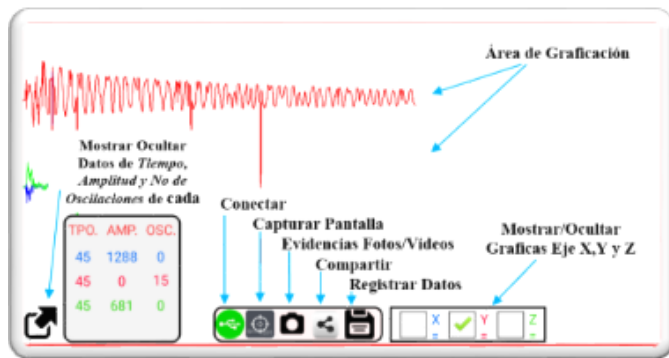 Área de Graficación
Mostrar Ocultar
Datos de Tiempo,
Amplitud y No de
Oscilaciones de cada
TPO. AMP. OSC.
45 1288 0
45 0 15
45 681 0
Conectar
Capturar Pantalla
Evidencias Fotos/Videos
Compartir
Registrar Datos
Mostrar/Ocultar
Graficas Eje X,Y y Z
X
Y
Z